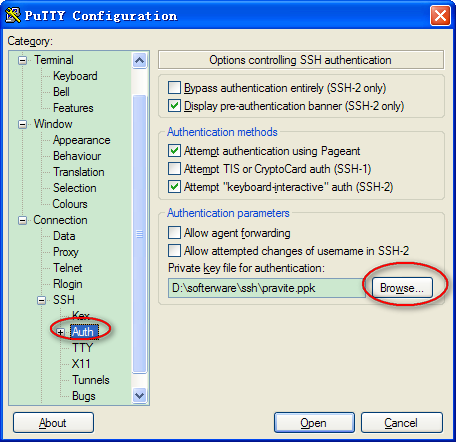 PuTTY Configuration
Category:
Terminal
Keyboard
Bell
Features
Window
Appearance
Behaviour
Translation
Selection
Colours
Connection
Data
Proxy
Telnet
Rlogin
SSH
Kex
Auth
TTY
X11
Tunnels
Bugs
Options controlling SSH authentication
Bypass authentication entirely (SSH-2 only)
Display pre-authentication banner (SSH-2 only)
Authentication methods
Attempt authentication using Pageant
Attempt TIS or CryptoCard auth (SSH-1)
Attempt "keyboard-interactive" auth (SSH-2)
Authentication parameters
Allow agent forwarding
Allow attempted changes of username in SSH-2
Private key file for authentication:
D:\softerware\ssh\pravite.ppk
Browse...
About
Open
Cancel